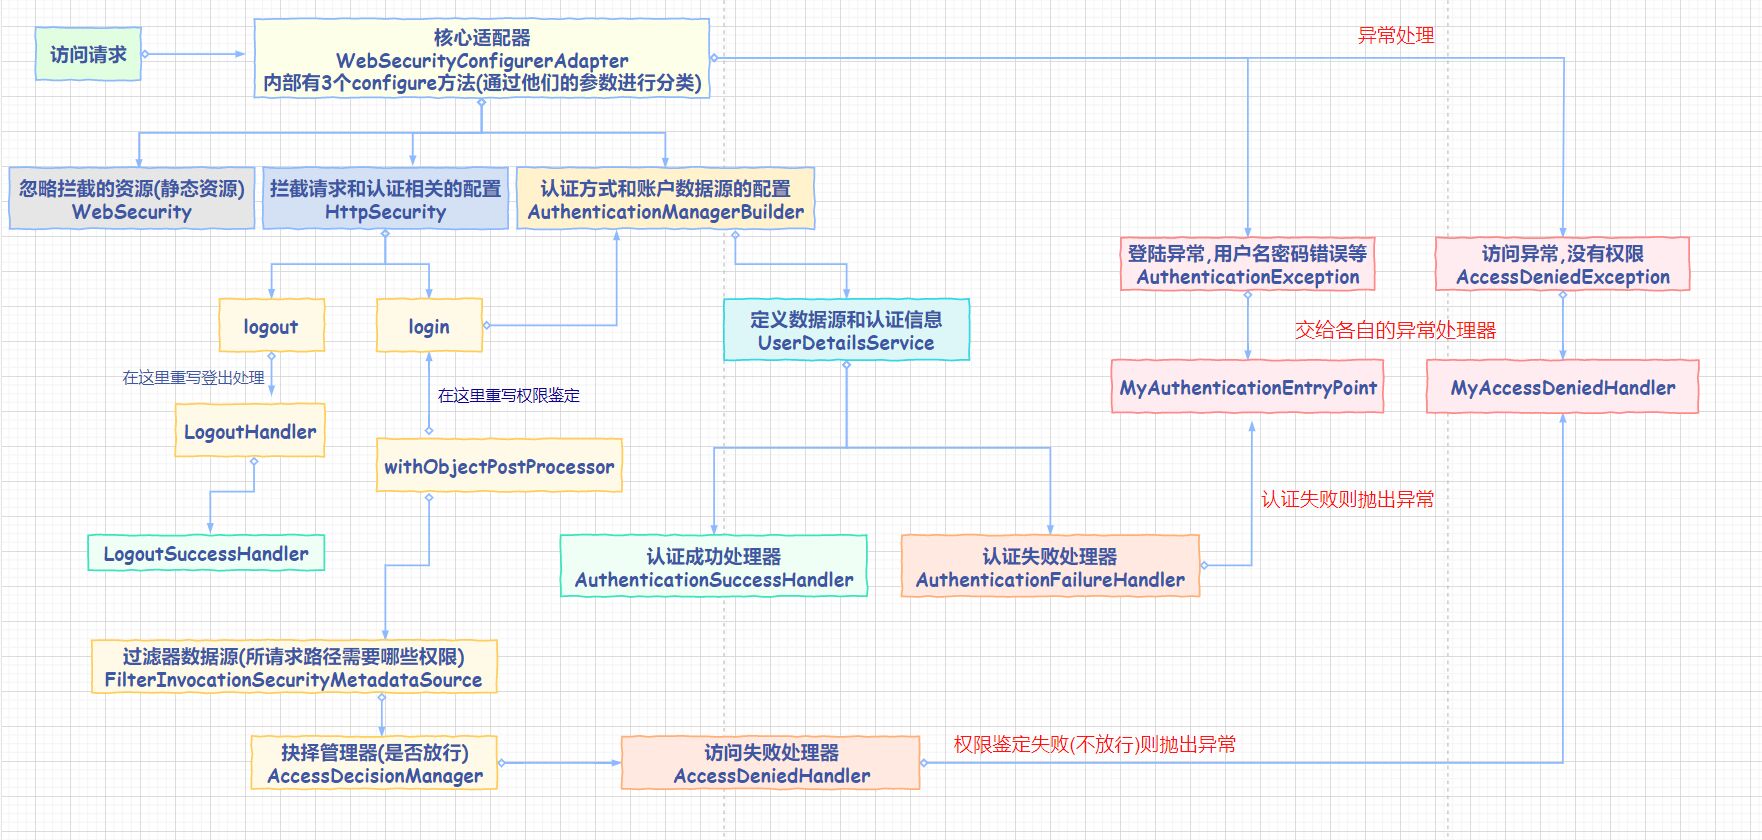 访问请求
核心适配器
WebSecurityConfigurerAdapter
内部有3个configure方法(通过他们的参数进行分类)
异常处理
忽略拦截的资源(静态资源)
WebSecurity
拦截请求和认证相关的配置
HttpSecurity
认证方式和账户数据源的配置
AuthenticationManagerBuilder
登陆异常,用户名密码错误等
AuthenticationException
访问异常,没有权限
AccessDeniedException
logout
login
定义数据源和认证信息
UserDetailsService
交给各自的异常处理器
在这里重写登出处理
在这里重写权限鉴定
MyAuthenticationEntryPoint
MyAccessDeniedHandler
LogoutHandler
withObjectPostProcessor
认证失败则抛出异常
LogoutSuccessHandler
认证成功处理器
AuthenticationSuccessHandler
认证失败处理器
AuthenticationFailureHandler
过滤器数据源(所请求路径需要哪些权限)
FilterInvocationSecurityMetadataSource
抉择管理器(是否放行)
AccessDecisionManager
访问失败处理器
AccessDeniedHandler
权限鉴定失败(不放行)则抛出异常